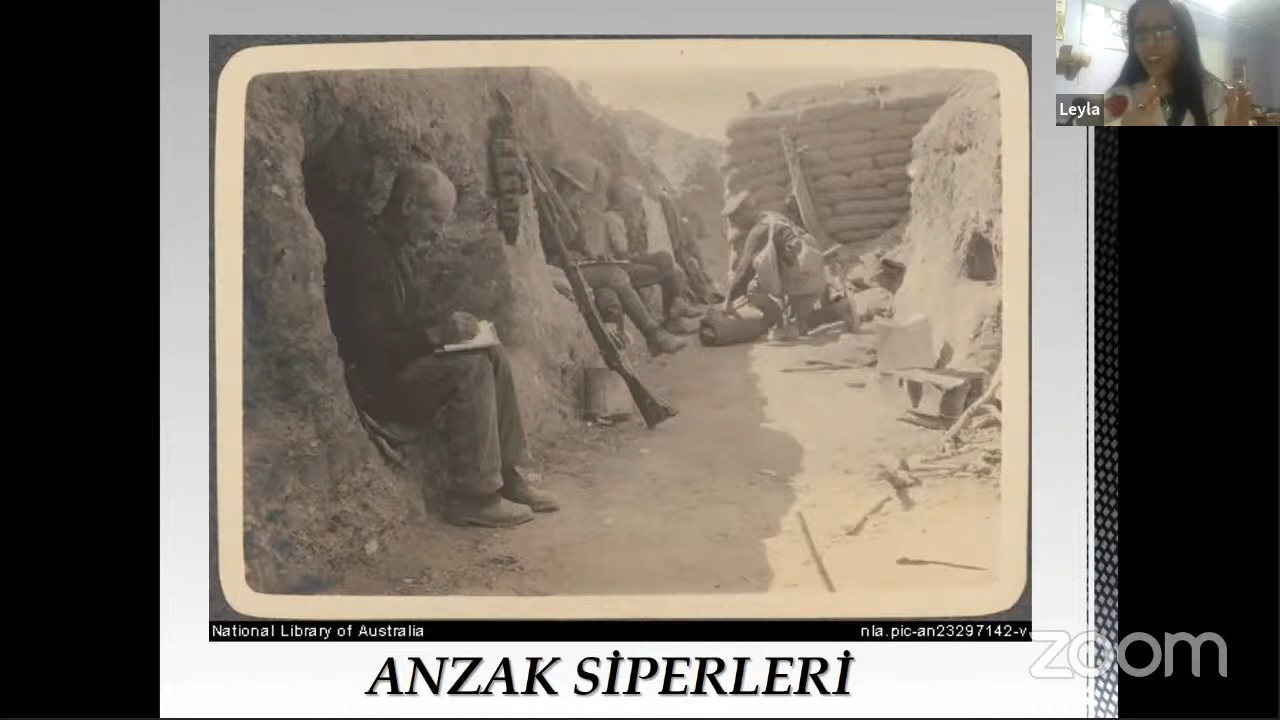 Leyla
National Library of Australia
nla.pic-an23297142-v
zoom
ANZAK SİPERLERİ